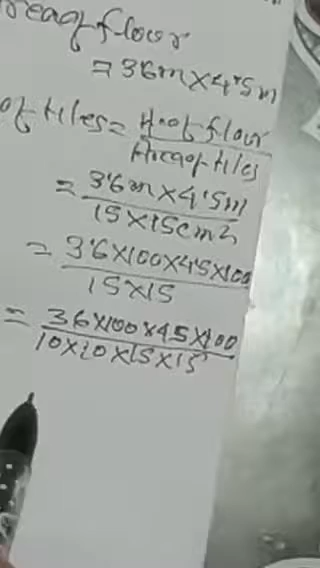 Area of floor
= 3.6m × 4.5m
of tiles = A. of floor / Area of tiles
= 3.6m × 4.5m / 15 × 15cm²
= 3.6×100×4.5×100 / 15×15
= 36×100×45×100 / 10×10×15×15